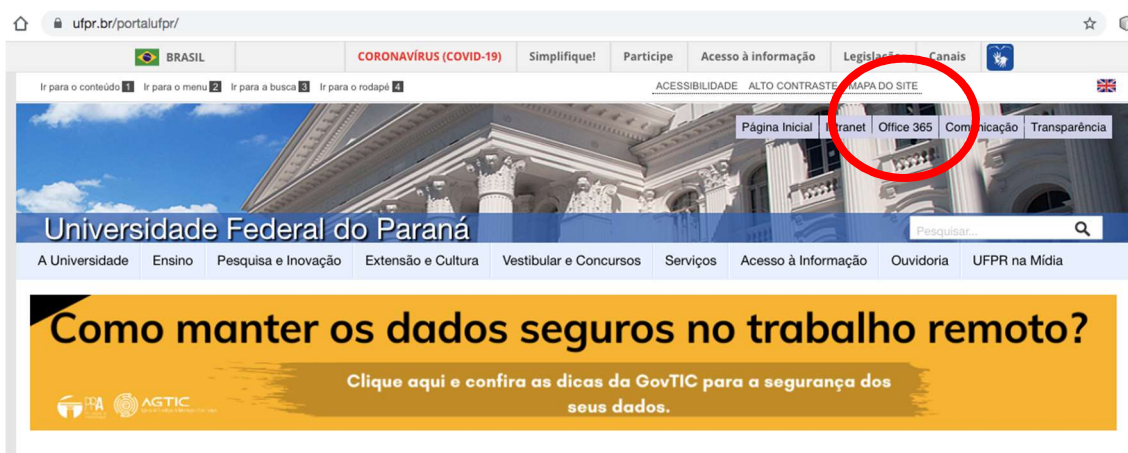 ufpr.br/portalufpr/
BRASIL CORONAVÍRUS (COVID-19) Simplifique! Participe Acesso à informação Legislação Canais
Ir para o conteúdo 1 Ir para o menu 2 Ir para a busca 3 Ir para o rodapé 4 ACESSIBILIDADE ALTO CONTRASTE MAPA DO SITE
Página Inicial Intranet Office 365 Comunicação Transparência
Universidade Federal do Paraná
Pesquisar...
A Universidade Ensino Pesquisa e Inovação Extensão e Cultura Vestibular e Concursos Serviços Acesso à Informação Ouvidoria UFPR na Mídia
Como manter os dados seguros no trabalho remoto?
Clique aqui e confira as dicas da GovTIC para a segurança dos
seus dados.
PRA AGTIC